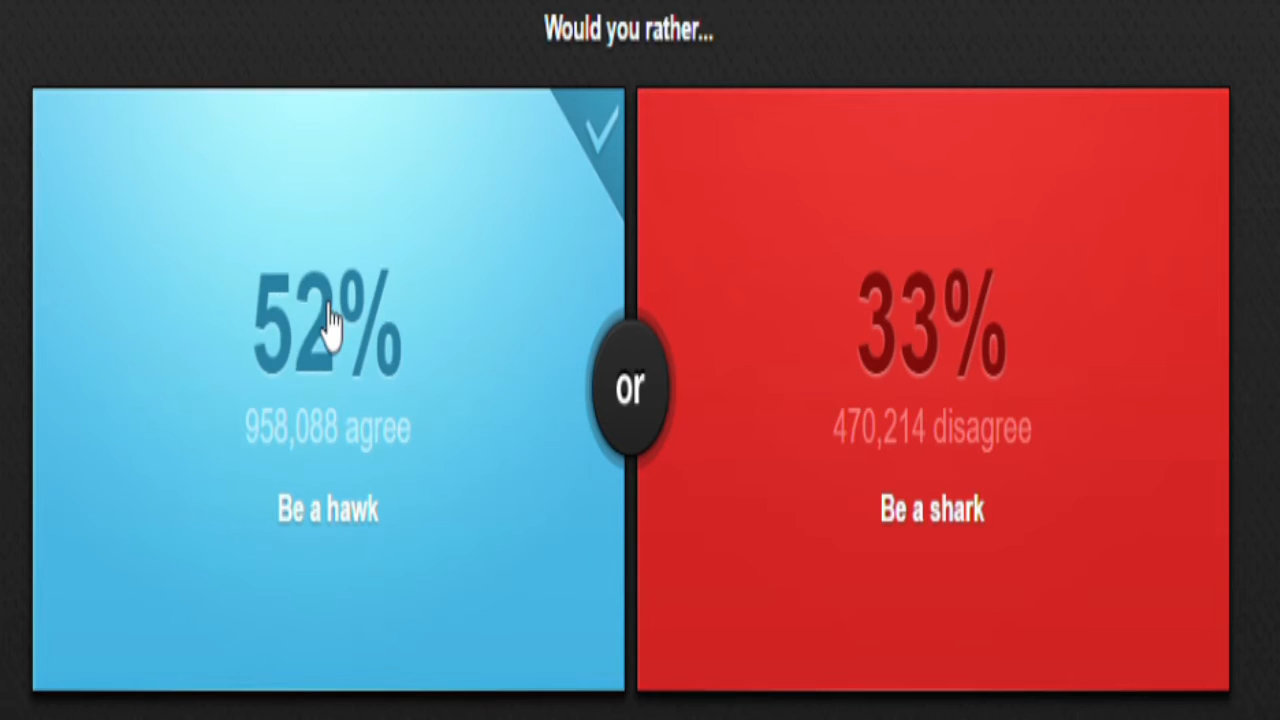 Would you rather...
52%
958,088 agree
Be a hawk
or
33%
470,214 disagree
Be a shark